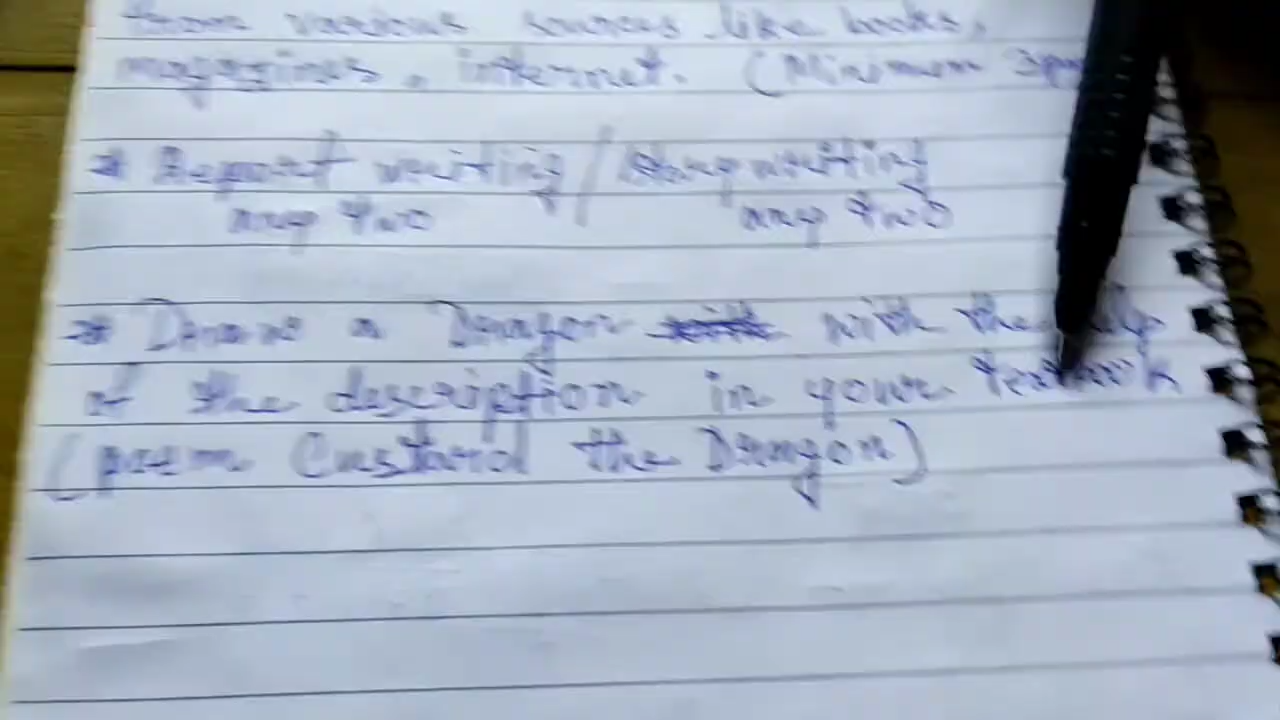 from various sources like books,
magazines, internet. (Minimum
* Report writing / Story writing
any two any two
* Draw a Dragon with the help
of the description in your
(poem Custard the Dragon)